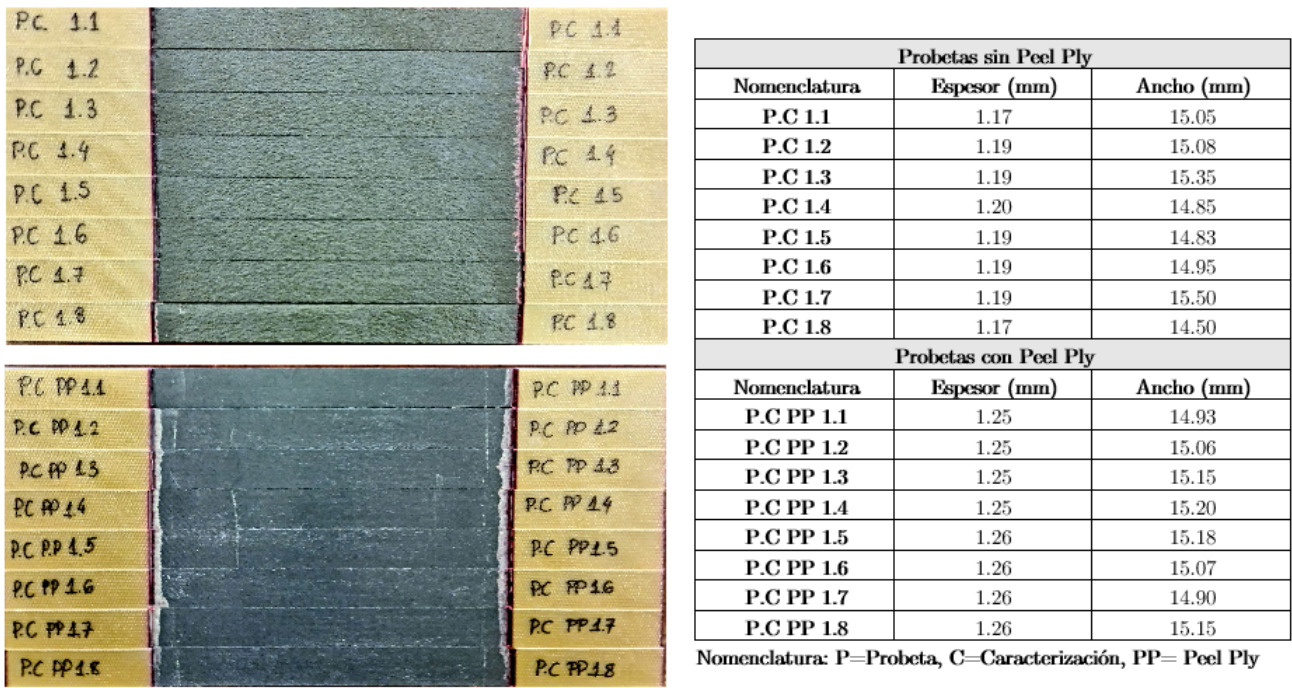 P.C. 1.1 P.C 1.1
P.C 1.2 P.C 1.2
P.C 1.3 P.C 1.3
P.C 1.4 P.C 1.4
P.C 1.5 P.C 1.5
P.C 1.6 P.C 1.6
P.C 1.7 P.C 1.7
P.C 1.8 P.C 1.8
P.C PP 1.1 P.C PP 1.1
P.C PP 1.2 P.C PP 1.2
P.C PP 1.3 P.C PP 1.3
P.C PP 1.4 P.C PP 1.4
P.C P.P 1.5 P.C PP 1.5
P.C PP 1.6 P.C PP 1.6
P.C PP 1.7 P.C PP 1.7
P.C PP 1.8 P.C PP 1.8
Probetas sin Peel Ply
Nomenclatura Espesor (mm) Ancho (mm)
P.C 1.1 1.17 15.05
P.C 1.2 1.19 15.08
P.C 1.3 1.19 15.35
P.C 1.4 1.20 14.85
P.C 1.5 1.19 14.83
P.C 1.6 1.19 14.95
P.C 1.7 1.19 15.50
P.C 1.8 1.17 14.50
Probetas con Peel Ply
Nomenclatura Espesor (mm) Ancho (mm)
P.C PP 1.1 1.25 14.93
P.C PP 1.2 1.25 15.06
P.C PP 1.3 1.25 15.15
P.C PP 1.4 1.25 15.20
P.C PP 1.5 1.26 15.18
P.C PP 1.6 1.26 15.07
P.C PP 1.7 1.26 14.90
P.C PP 1.8 1.26 15.15
Nomenclatura: P=Probeta, C=Caracterización, PP= Peel Ply